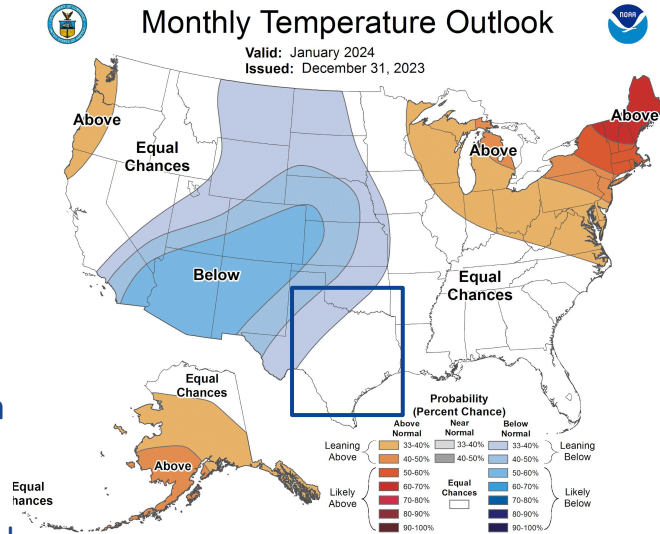 Monthly Temperature Outlook
NOAA
Valid: January 2024
Issued: December 31, 2023
Above
Equal
Chances
Above
Above
Below
Equal
Chances
Equal
Chances
Above
Equal
hances
Probability
(Percent Chance)
Above
Normal
Near
Normal
Below
Normal
Leaning
Above
33-40%
33-40%
33-40%
Leaning
Below
40-50%
40-50%
40-50%
Likely
Above
50-60%
50-60%
Likely
Below
60-70%
60-70%
70-80%
70-80%
80-90%
80-90%
90-100%
90-100%
Equal
Chances